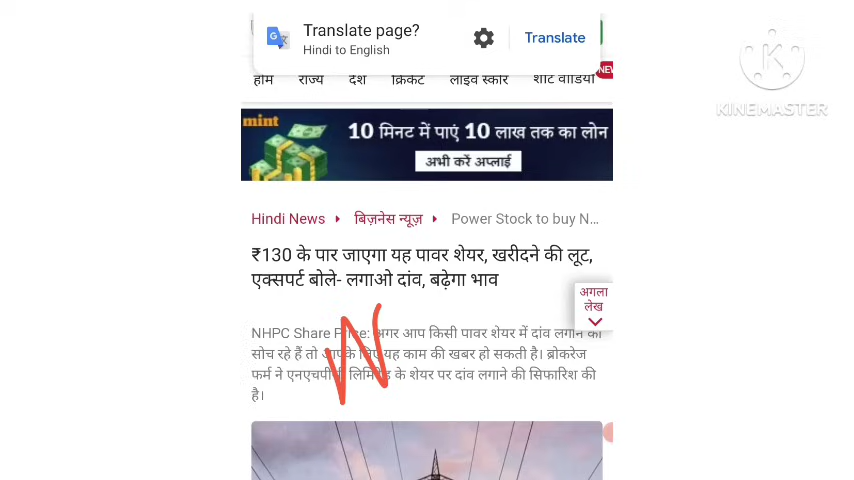 Translate page?
Hindi to English
Translate
होम राज्य देश क्रिकेट लाइव स्कोर शॉर्ट वीडियो
NEW
KINEMASTER
mint
10 मिनट में पाएं 10 लाख तक का लोन
अभी करें अप्लाई
Hindi News बिज़नेस न्यूज़ Power Stock to buy N...
₹130 के पार जाएगा यह पावर शेयर, खरीदने की लूट,
एक्सपर्ट बोले- लगाओ दांव, बढ़ेगा भाव
अगला
लेख
NHPC Share Price: अगर आप किसी पावर शेयर में दांव लगाने का
सोच रहे हैं तो आपके लिए यह काम की खबर हो सकती है। ब्रोकरेज
फर्म ने एनएचपीसी लिमिटेड के शेयर पर दांव लगाने की सिफारिश की
है।
N